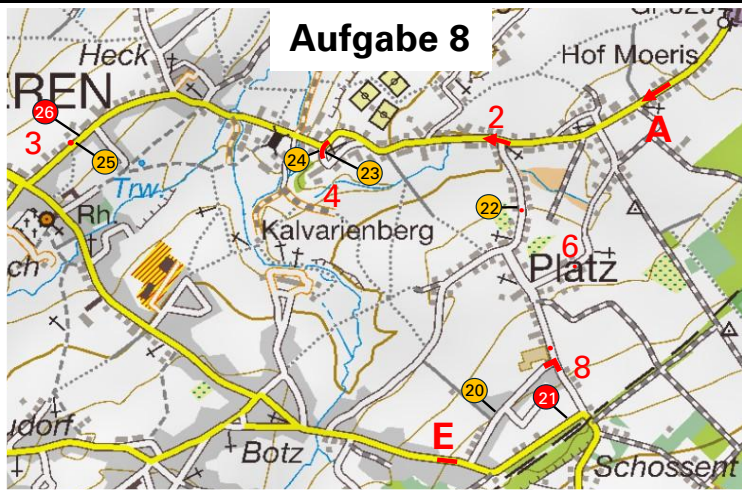 Aufgabe 8
Heck
Hof Moeris
EREN
26
3
25
2
A
24
23
Trw.
4
22
Rh
Kalvarienberg
6
Platz
ch
8
20
21
E
udorf
Botz
Schossent